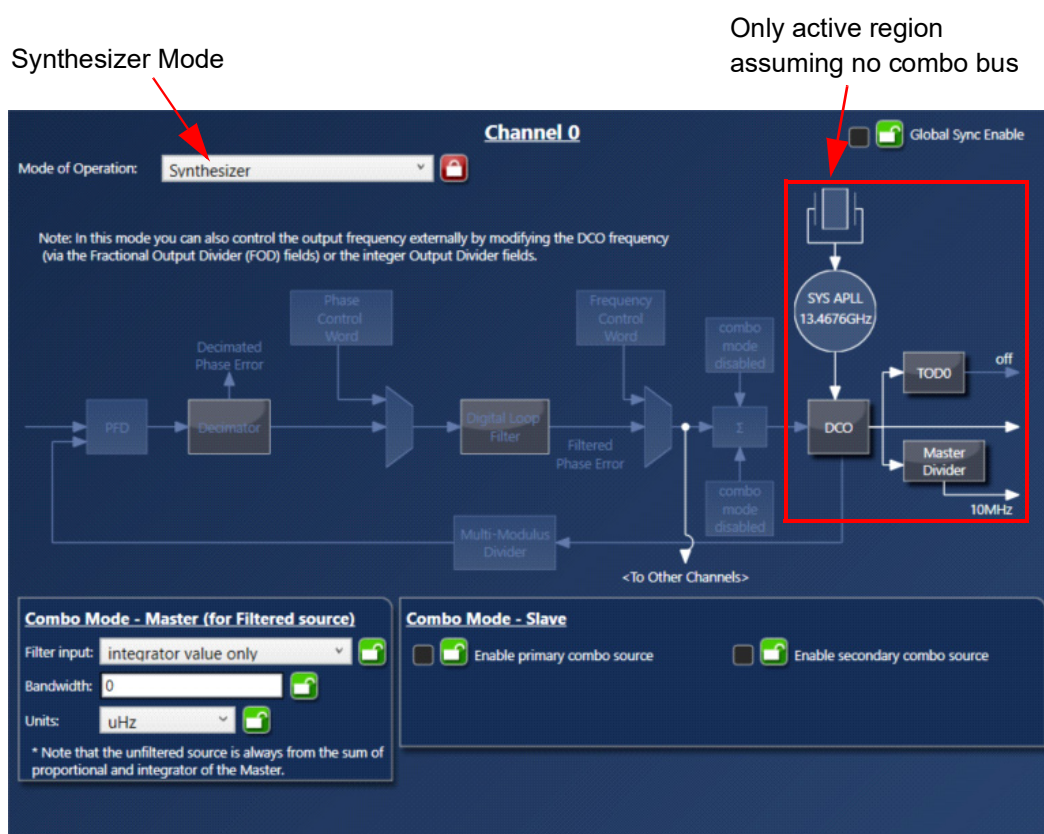 Only active region
assuming no combo bus
Synthesizer Mode
Channel 0
Global Sync Enable
Mode of Operation:
Synthesizer
Note: In this mode you can also control the output frequency externally by modifying the DCO frequency
(via the Fractional Output Divider (FOD) fields) or the integer Output Divider fields.
SYS APLL
13.4676GHz
Phase
Control
Word
Frequency
Control
Word
combo
mode
disabled
Decimated
Phase Error
TOD0
off
PFD
Decimator
Digital Loop
Filter
Filtered
Phase Error
Σ
DCO
Master
Divider
10MHz
combo
mode
disabled
Multi-Modulus
Divider
<To Other Channels>
Combo Mode - Master (for Filtered source)
Filter input:
integrator value only
Bandwidth:
0
Units:
uHz
* Note that the unfiltered source is always from the sum of
proportional and integrator of the Master.
Combo Mode - Slave
Enable primary combo source
Enable secondary combo source